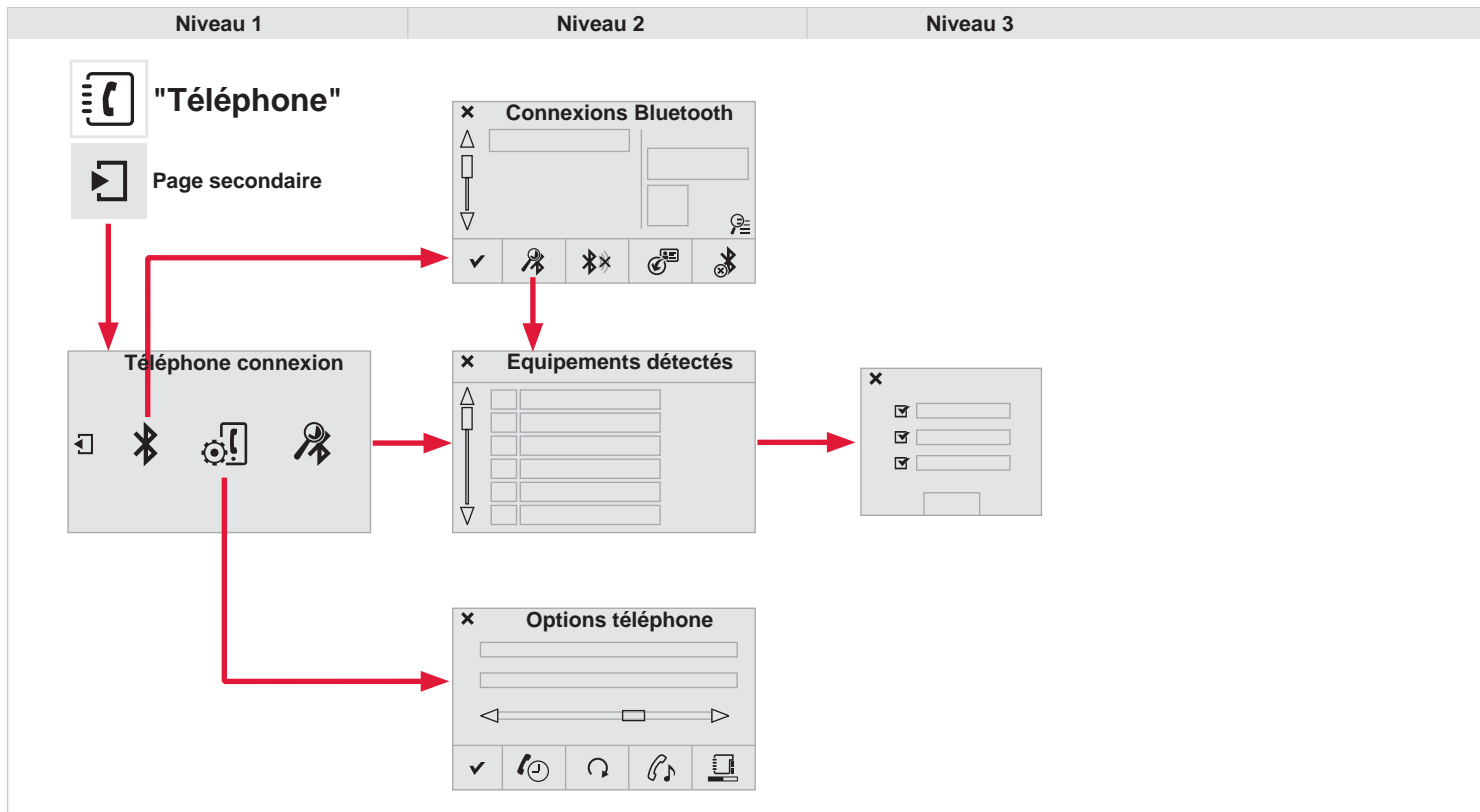 Niveau 1
Niveau 2
Niveau 3
"Téléphone"
Page secondaire
Connexions Bluetooth
Téléphone connexion
Equipements détectés
Options téléphone